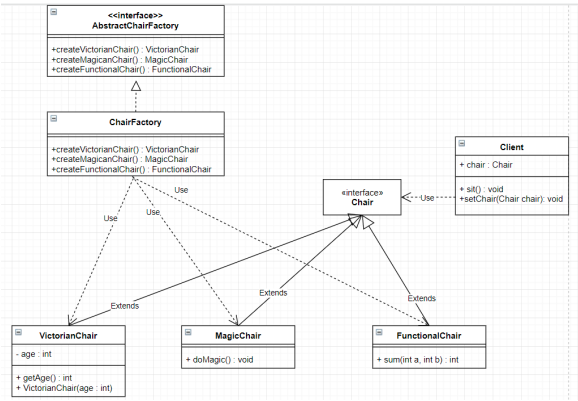 <<interface>>
AbstractChairFactory
+createVictorianChair() : VictorianChair
+createMagicanChair() : MagicChair
+createFunctionalChair() : FunctionalChair
ChairFactory
+createVictorianChair() : VictorianChair
+createMagicanChair() : MagicChair
+createFunctionalChair() : FunctionalChair
Client
+ chair : Chair
+ sit() : void
+setChair(Chair chair): void
«interface»
Chair
Use
Use
Use
Use
Extends
Extends
Extends
VictorianChair
- age : int
+ getAge() : int
+ VictorianChair(age : int)
MagicChair
+ doMagic() : void
FunctionalChair
+ sum(int a, int b) : int